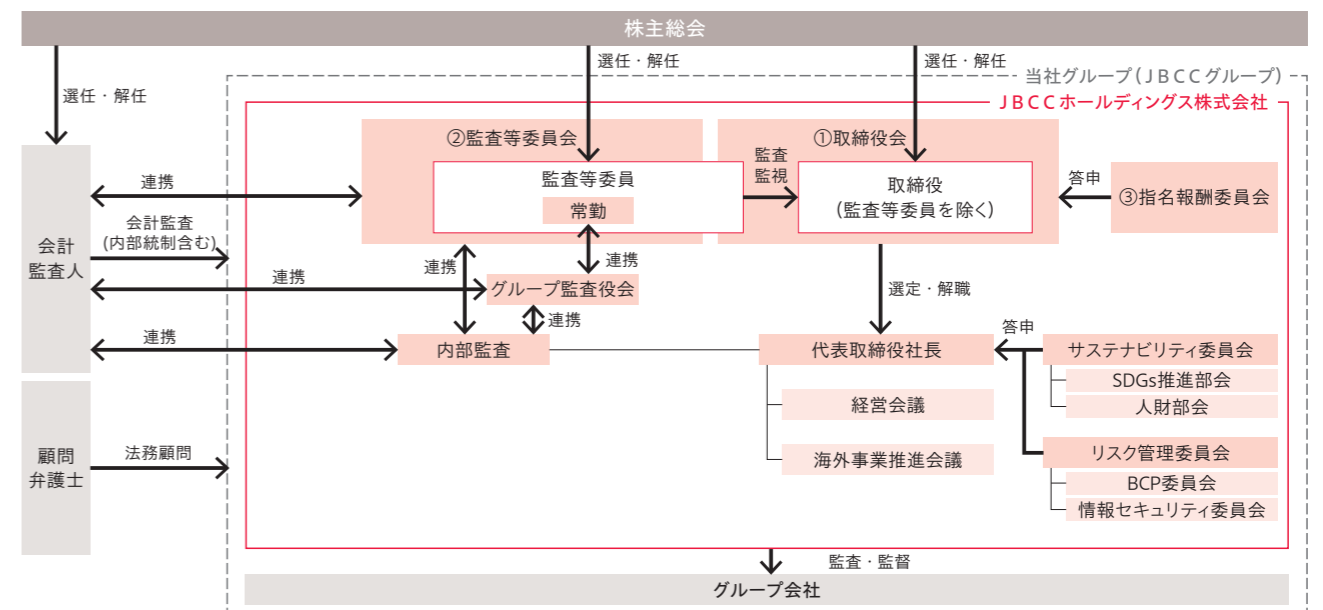 株主総会
選任・解任
選任・解任
選任・解任
当社グループ(JBCCグループ)
JBCCホールディングス株式会社
②監査等委員会
①取締役会
監査等委員
常勤
監査
監視
取締役
(監査等委員を除く)
答申
③指名報酬委員会
連携
会計監査
(内部統制含む)
会計
監査人
連携
連携
連携
グループ監査役会
連携
選定・解職
連携
内部監査
代表取締役社長
答申
サステナビリティ委員会
SDGs推進部会
人財部会
経営会議
海外事業推進会議
リスク管理委員会
BCP委員会
情報セキュリティ委員会
顧問
弁護士
法務顧問
監査・監督
グループ会社